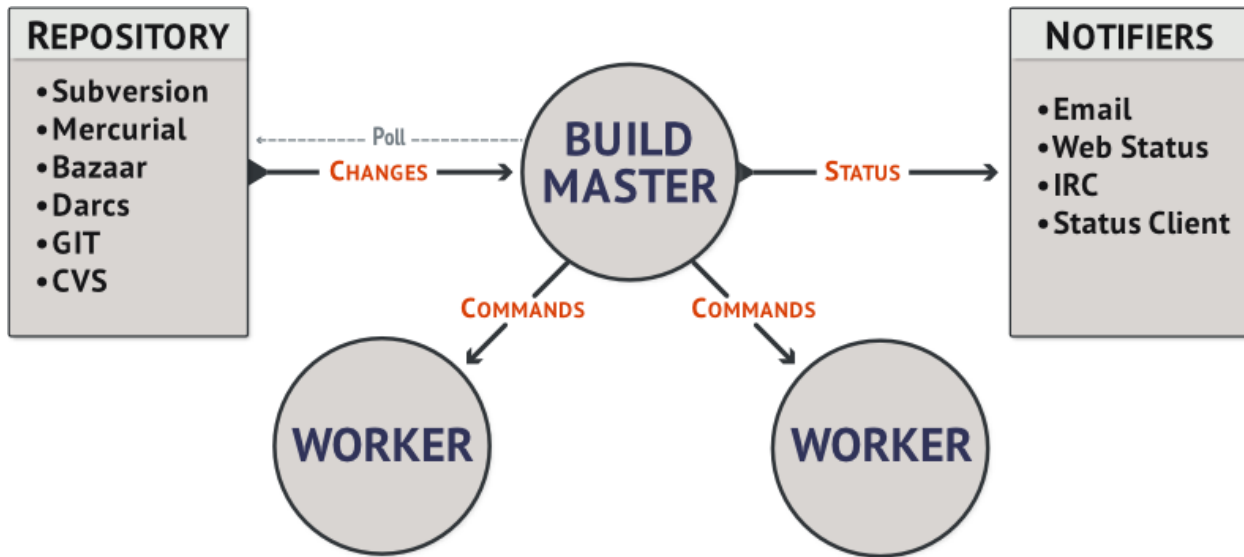 REPOSITORY
•Subversion
•Mercurial
•Bazaar
•Darcs
•GIT
•CVS
Poll
CHANGES
BUILD
MASTER
STATUS
NOTIFIERS
•Email
•Web Status
•IRC
•Status Client
COMMANDS
COMMANDS
WORKER
WORKER